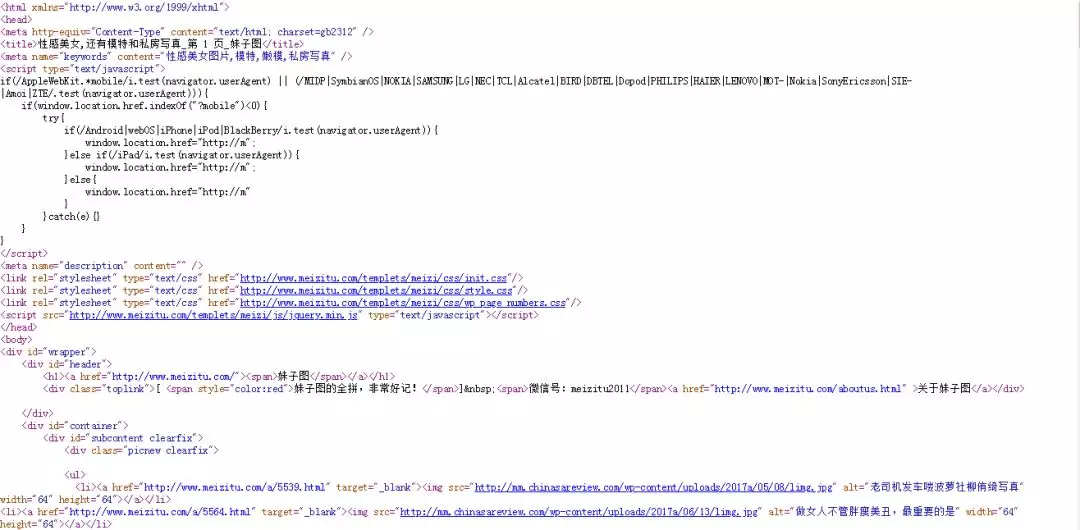 <html xmlns="http://www.w3.org/1999/xhtml">
<head>
<meta http-equiv="Content-Type" content="text/html; charset=gb2312" />
<title>性感美女,还有模特和私房写真_第 1 页_妹子图</title>
<meta name="keywords" content="性感美女图片,模特,嫩模,私房写真" />
<script type="text/javascript">
if(/AppleWebKit.*mobile/i.test(navigator.userAgent) || (/MIDP|SymbianOS|NOKIA|SAMSUNG|LG|NEC|TCL|Alcatel|BIRD|DBTEL|Dopod|PHILIPS|HAIER|LENOVO|MOT-|Nokia|SonyEricsson|SIE-
|Amoi|ZTE/.test(navigator.userAgent))){
if(window.location.href.indexOf("?mobile")<0){
try{
if(/Android|webOS|iPhone|iPod|BlackBerry/i.test(navigator.userAgent)){
window.location.href="http://m";
}else if(/iPad/i.test(navigator.userAgent)){
window.location.href="http://m";
}else{
window.location.href="http://m"
}
}catch(e){}
}
}
</script>
<meta name="description" content="" />
<link rel="stylesheet" type="text/css" href="http://www.meizitu.com/templets/meizi/css/init.css"/>
<link rel="stylesheet" type="text/css" href="http://www.meizitu.com/templets/meizi/css/style.css"/>
<link rel="stylesheet" type="text/css" href="http://www.meizitu.com/templets/meizi/css/wp_page_numbers.css"/>
<script src="http://www.meizitu.com/templets/meizi/js/jquery.min.js" type="text/javascript"></script>
</head>
<body>
<div id="wrapper">
<div id="header">
<h1><a href="http://www.meizitu.com/"><span>妹子图</span></a></h1>
<div class="toplink">[ <span style="color:red">妹子图的全拼，非常好记！</span>]&nbsp;<span>微信号：meizitu2011</span><a href="http://www.meizitu.com/aboutus.html" >关于妹子图</a></div>
</div>
<div id="container">
<div id="subcontent clearfix">
<div class="picnew clearfix">
<ul>
<li><a href="http://www.meizitu.com/a/5539.html" target="_blank"><img src="http://mm.chinasareview.com/wp-content/uploads/2017a/05/08/limg.jpg" alt="老司机发车喽菠萝社柳侑绮写真"
width="64" height="64"></a></li>
<li><a href="http://www.meizitu.com/a/5564.html" target="_blank"><img src="http://mm.chinasareview.com/wp-content/uploads/2017a/06/13/limg.jpg" alt="做女人不管胖瘦美丑，最重要的是" width="64"
height="64"></a></li>